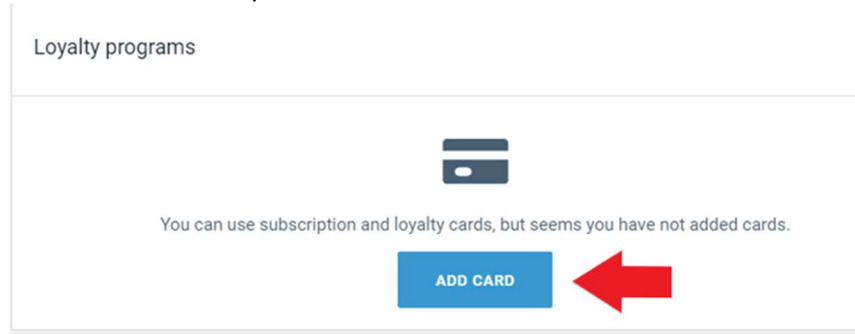 Loyalty programs
You can use subscription and loyalty cards, but seems you have not added cards.
ADD CARD